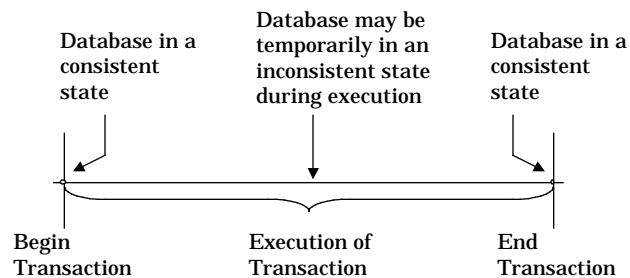 Database in a
consistent
state
Database may be
temporarily in an
inconsistent state
during execution
Database in a
consistent
state
Begin
Transaction
Execution of
Transaction
End
Transaction